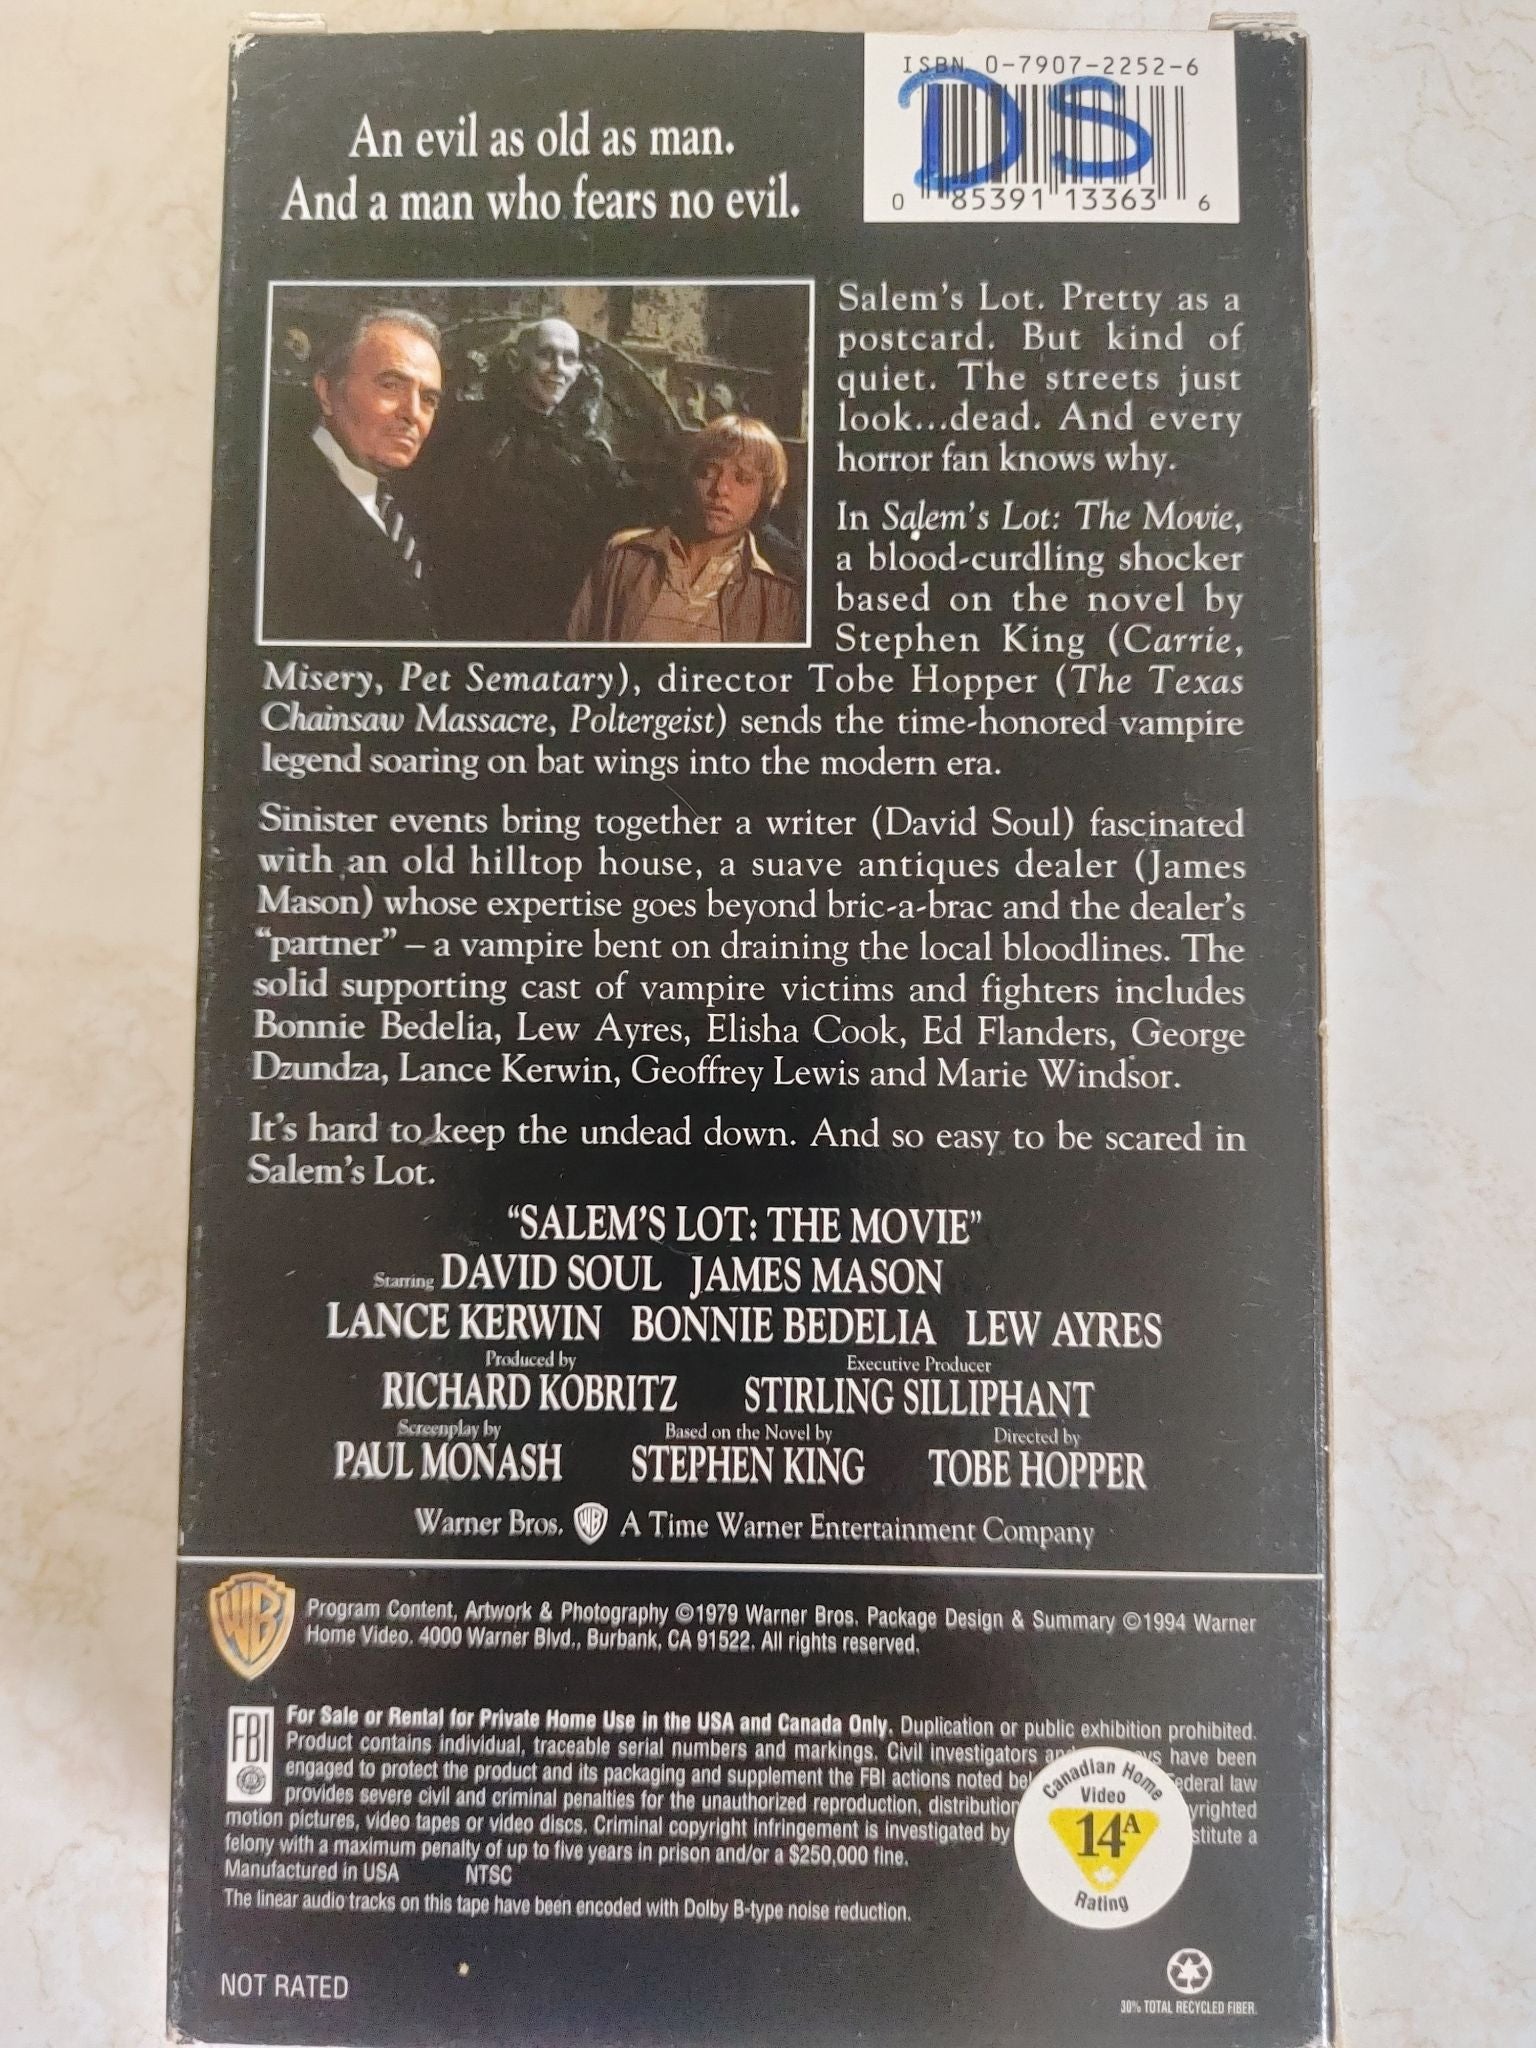 ISBN 0-7907-2252-6
DS
0 85391 13363 6
An evil as old as man.
And a man who fears no evil.
Salem's Lot. Pretty as a
postcard. But kind of
quiet. The streets just
look...dead. And every
horror fan knows why.
In Salem's Lot: The Movie,
a blood-curdling shocker
based on the novel by
Stephen King (Carrie,
Misery, Pet Sematary), director Tobe Hopper (The Texas
Chainsaw Massacre, Poltergeist) sends the time-honored vampire
legend soaring on bat wings into the modern era.
Sinister events bring together a writer (David Soul) fascinated
with an old hilltop house, a suave antiques dealer (James
Mason) whose expertise goes beyond bric-a-brac and the dealer's
“partner” – a vampire bent on draining the local bloodlines. The
solid supporting cast of vampire victims and fighters includes
Bonnie Bedelia, Lew Ayres, Elisha Cook, Ed Flanders, George
Dzundza, Lance Kerwin, Geoffrey Lewis and Marie Windsor.
It's hard to keep the undead down. And so easy to be scared in
Salem's Lot.
“SALEM'S LOT: THE MOVIE”
Starring DAVID SOUL JAMES MASON
LANCE KERWIN BONNIE BEDELIA LEW AYRES
Produced by Executive Producer
RICHARD KOBRITZ STIRLING SILLIPHANT
Screenplay by Based on the Novel by Directed by
PAUL MONASH STEPHEN KING TOBE HOPPER
Warner Bros. WB A Time Warner Entertainment Company
WB
Program Content, Artwork & Photography ©1979 Warner Bros. Package Design & Summary ©1994 Warner
Home Video. 4000 Warner Blvd., Burbank, CA 91522. All rights reserved.
FBI
For Sale or Rental for Private Home Use in the USA and Canada Only. Duplication or public exhibition prohibited.
Product contains individual, traceable serial numbers and markings. Civil investigators have been
engaged to protect the product and its packaging and supplement the FBI actions noted law
provides severe civil and criminal penalties for the unauthorized reproduction,
motion pictures, video tapes or video discs. Criminal copyright infringement is investigated by a
felony with a maximum penalty of up to five years in prison and/or a $250,000 fine.
Manufactured in USA NTSC
The linear audio tracks on this tape have been encoded with Dolby B-type noise reduction.
Canadian Home
Video
14A
Rating
NOT RATED
30% TOTAL RECYCLED FIBER.